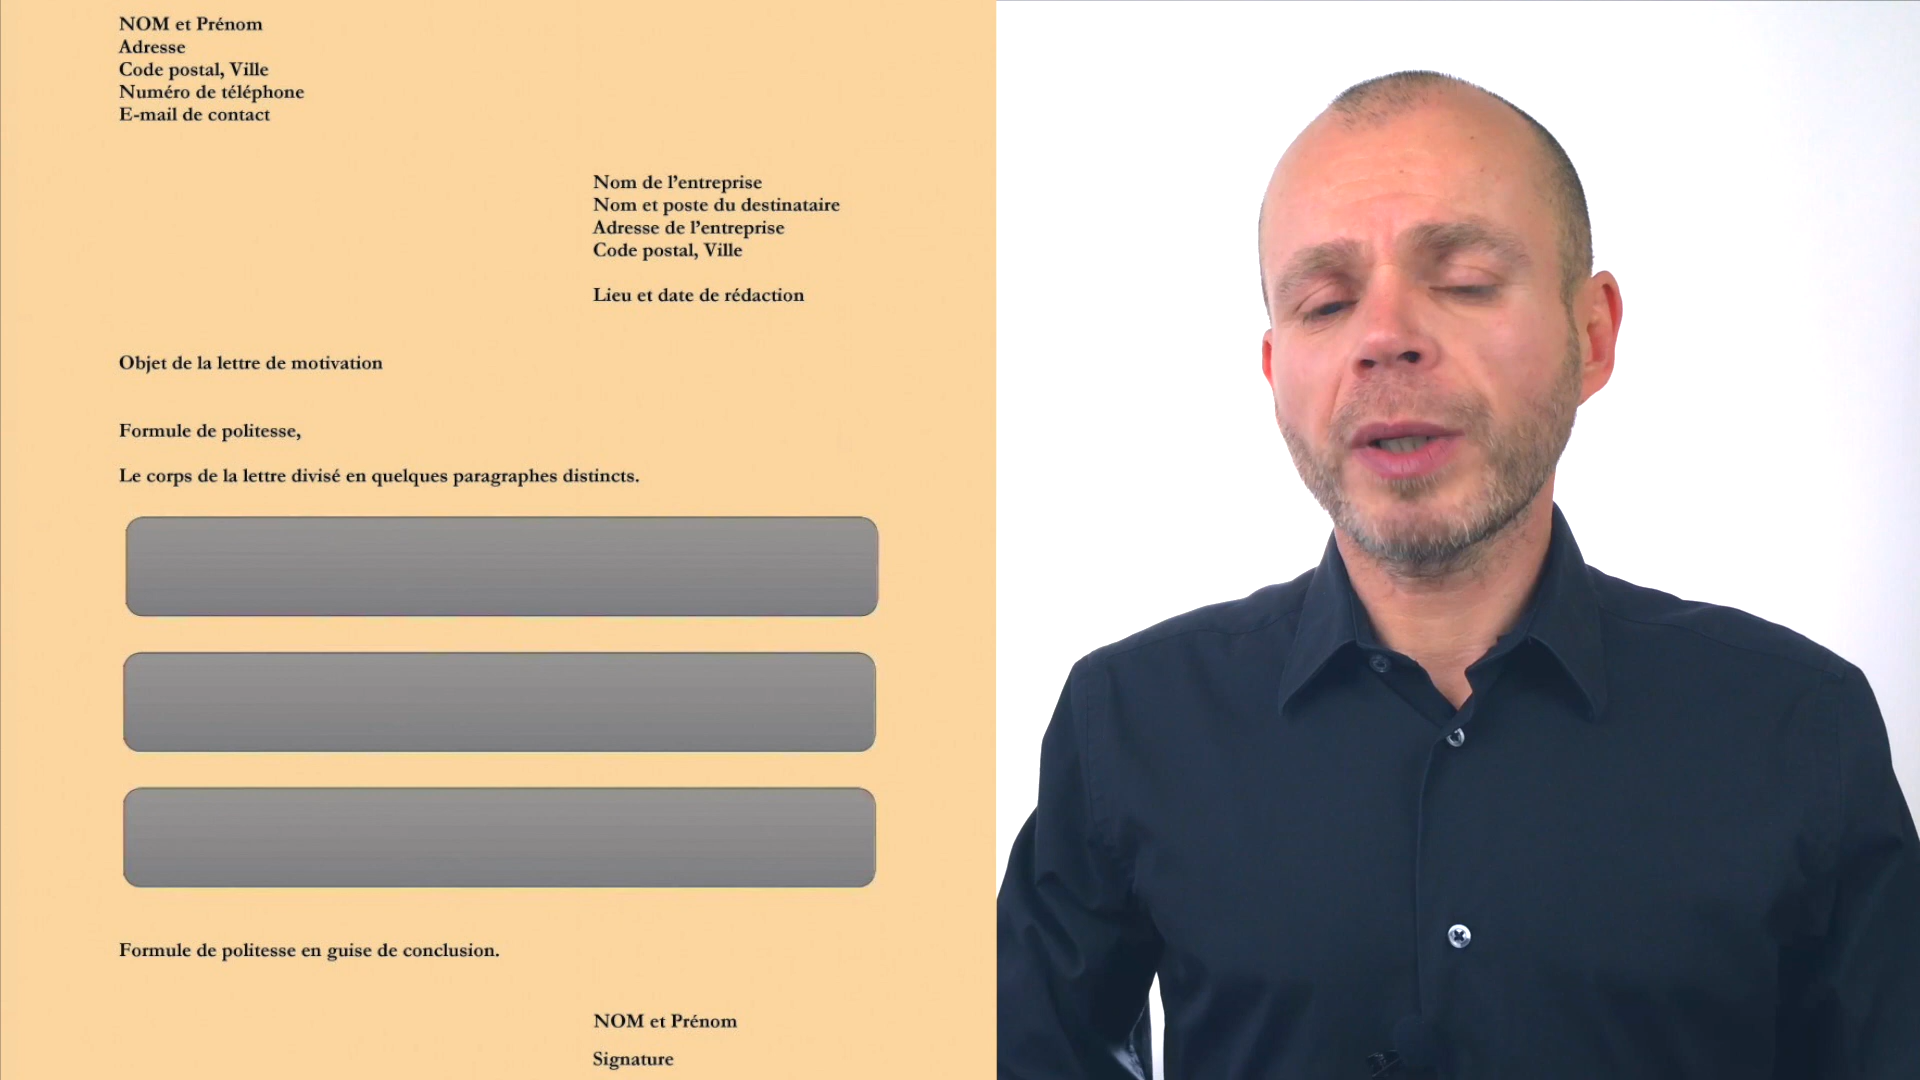 NOM et Prénom
Adresse
Code postal, Ville
Numéro de téléphone
E-mail de contact
Nom de l’entreprise
Nom et poste du destinataire
Adresse de l’entreprise
Code postal, Ville
Lieu et date de rédaction
Objet de la lettre de motivation
Formule de politesse,
Le corps de la lettre divisé en quelques paragraphes distincts.
Formule de politesse en guise de conclusion.
NOM et Prénom
Signature